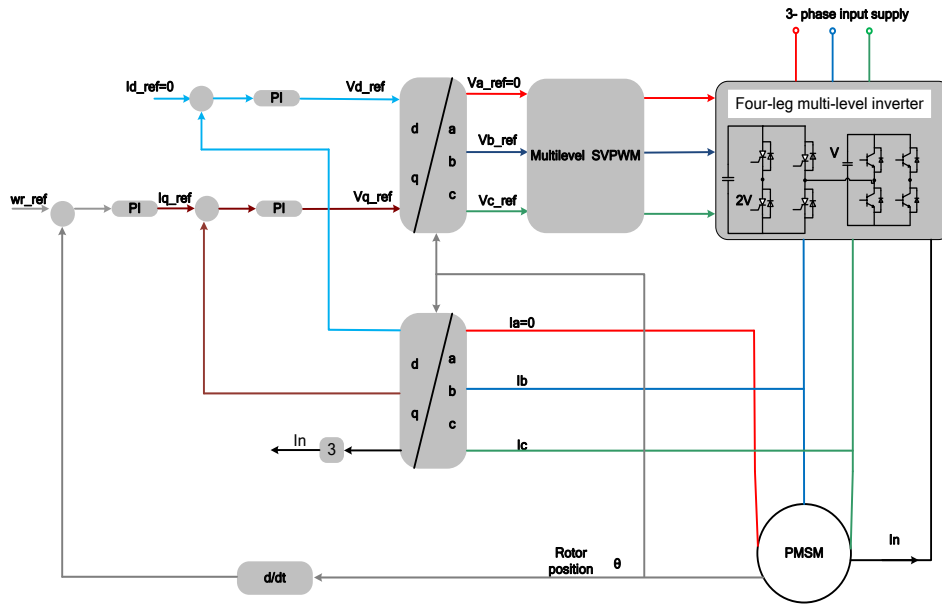 3- phase input supply
Four-leg multi-level inverter
Id_ref=0
PI
Vd_ref
Va_ref=0
d
a
Vb_ref
b
Multilevel SVPWM
V
2V
wr_ref
PI
Iq_ref
PI
Vq_ref
q
c
Vc_ref
Ia=0
d
a
Ib
b
q
c
Ic
In
3
PMSM
In
Rotor
position θ
d/dt